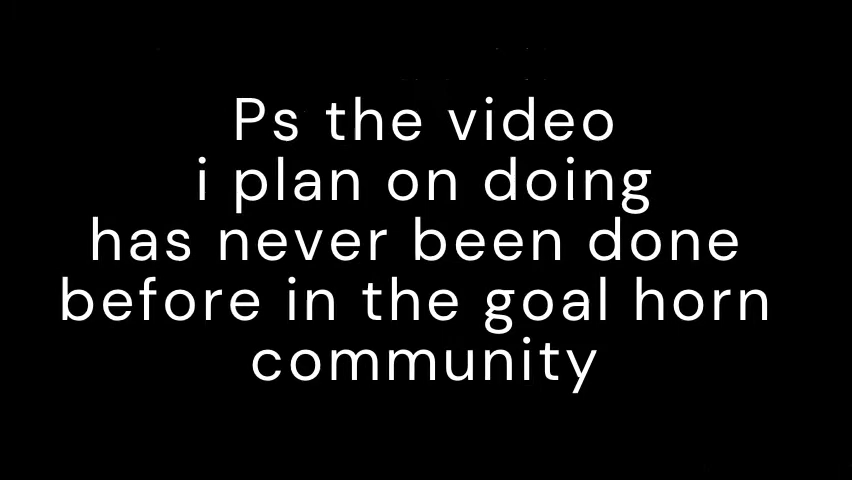 Ps the video
i plan on doing
has never been done
before in the goal horn
community